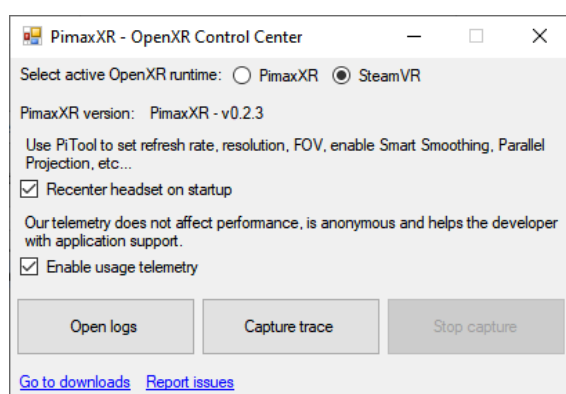 PimaxXR - OpenXR Control Center
Select active OpenXR runtime: PimaxXR SteamVR
PimaxXR version: PimaxXR - v0.2.3
Use PiTool to set refresh rate, resolution, FOV, enable Smart Smoothing, Parallel
Projection, etc...
Recenter headset on startup
Our telemetry does not affect performance, is anonymous and helps the developer
with application support.
Enable usage telemetry
Open logs Capture trace Stop capture
Go to downloads Report issues